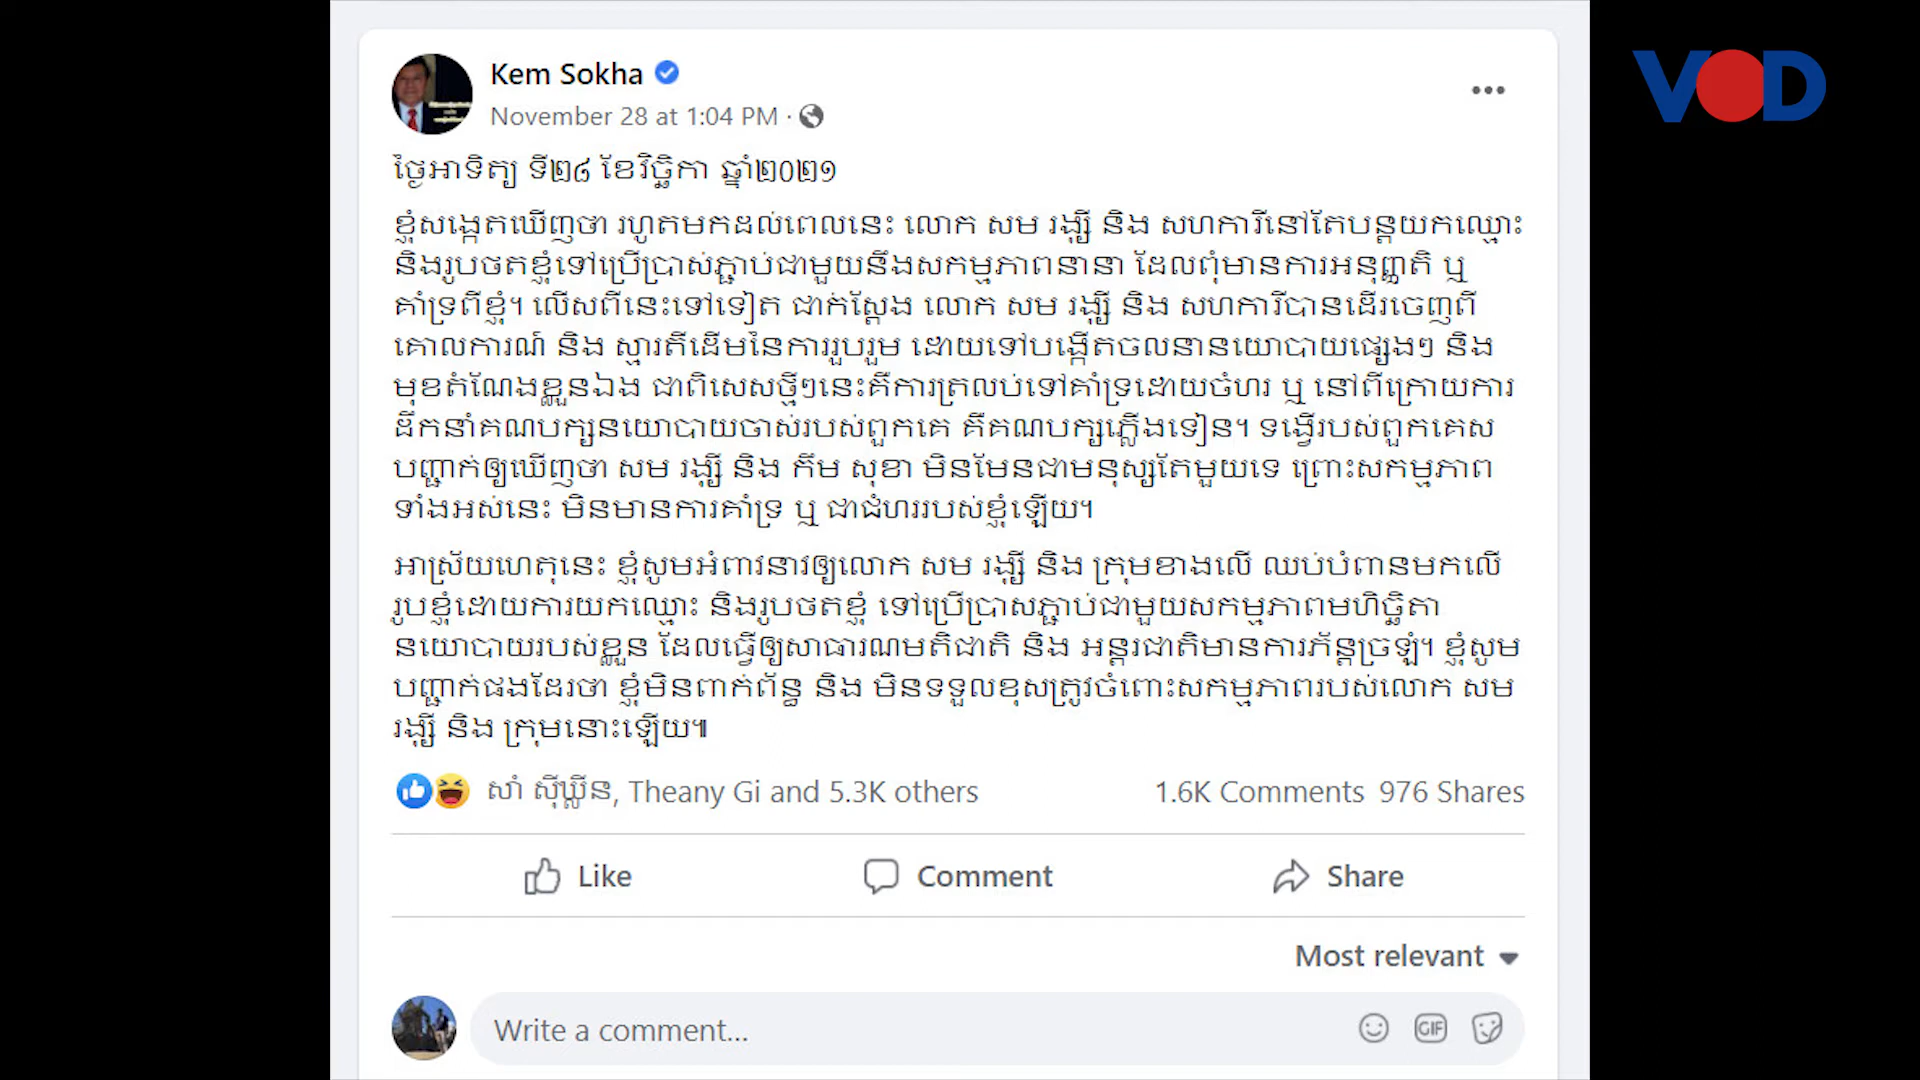 VOD
Kem Sokha
November 28 at 1:04 PM ·
ថ្ងៃអាទិត្យ ទី២៨ ខែវិច្ឆិកា ឆ្នាំ២០២១
ខ្ញុំសង្កេតឃើញថា រហូតមកដល់ពេលនេះ លោក សម រង្ស៊ី និង សហការីនៅតែបន្តយកឈ្មោះ
និងរូបថតខ្ញុំទៅប្រើប្រាស់ភ្ជាប់ជាមួយនឹងសកម្មភាពនានា ដែលពុំមានការអនុញ្ញតិ ឬ
គាំទ្រពីខ្ញុំ។ លើសពីនេះទៅទៀត ជាក់ស្តែង លោក សម រង្ស៊ី និង សហការីបានដើរចេញពី
គោលការណ៍ និង ស្មារតីដើមនៃការរួបរួម ដោយទៅបង្កើតចលនានយោបាយផ្សេងៗ និង
មុខតំណែងខ្លួនឯង ជាពិសេសថ្មីៗនេះគឺការត្រលប់ទៅគាំទ្រដោយចំហរ ឬ នៅពីក្រោយការ
ដឹកនាំគណបក្សនយោបាយចាស់របស់ពួកគេ គឺគណបក្សភ្លើងទៀន។ ទង្វើរបស់ពួកគេស
បញ្ជាក់ឲ្យឃើញថា សម រង្ស៊ី និង កឹម សុខា មិនមែនជាមនុស្សតែមួយទេ ព្រោះសកម្មភាព
ទាំងអស់នេះ មិនមានការគាំទ្រ ឬ ជាជំហររបស់ខ្ញុំឡើយ។
អាស្រ័យហេតុនេះ ខ្ញុំសូមអំពាវនាវឲ្យលោក សម រង្ស៊ី និង ក្រុមខាងលើ ឈប់បំពានមកលើ
រូបខ្ញុំដោយការយកឈ្មោះ និងរូបថតខ្ញុំ ទៅប្រើប្រាសភ្ជាប់ជាមួយសកម្មភាពមហិច្ឆិតា
នយោបាយរបស់ខ្លួន ដែលធ្វើឲ្យសាធារណមតិជាតិ និង អន្តរជាតិមានការភ័ន្តច្រឡំ។ ខ្ញុំសូម
បញ្ជាក់ផងដែរថា ខ្ញុំមិនពាក់ព័ន្ធ និង មិនទទួលខុសត្រូវចំពោះសកម្មភាពរបស់លោក សម
រង្ស៊ី និង ក្រុមនោះឡើយ៕
សាំ ស៊ីឃ្លីន, Theany Gi and 5.3K others 1.6K Comments 976 Shares
Like Comment Share
Most relevant
Write a comment... GIF